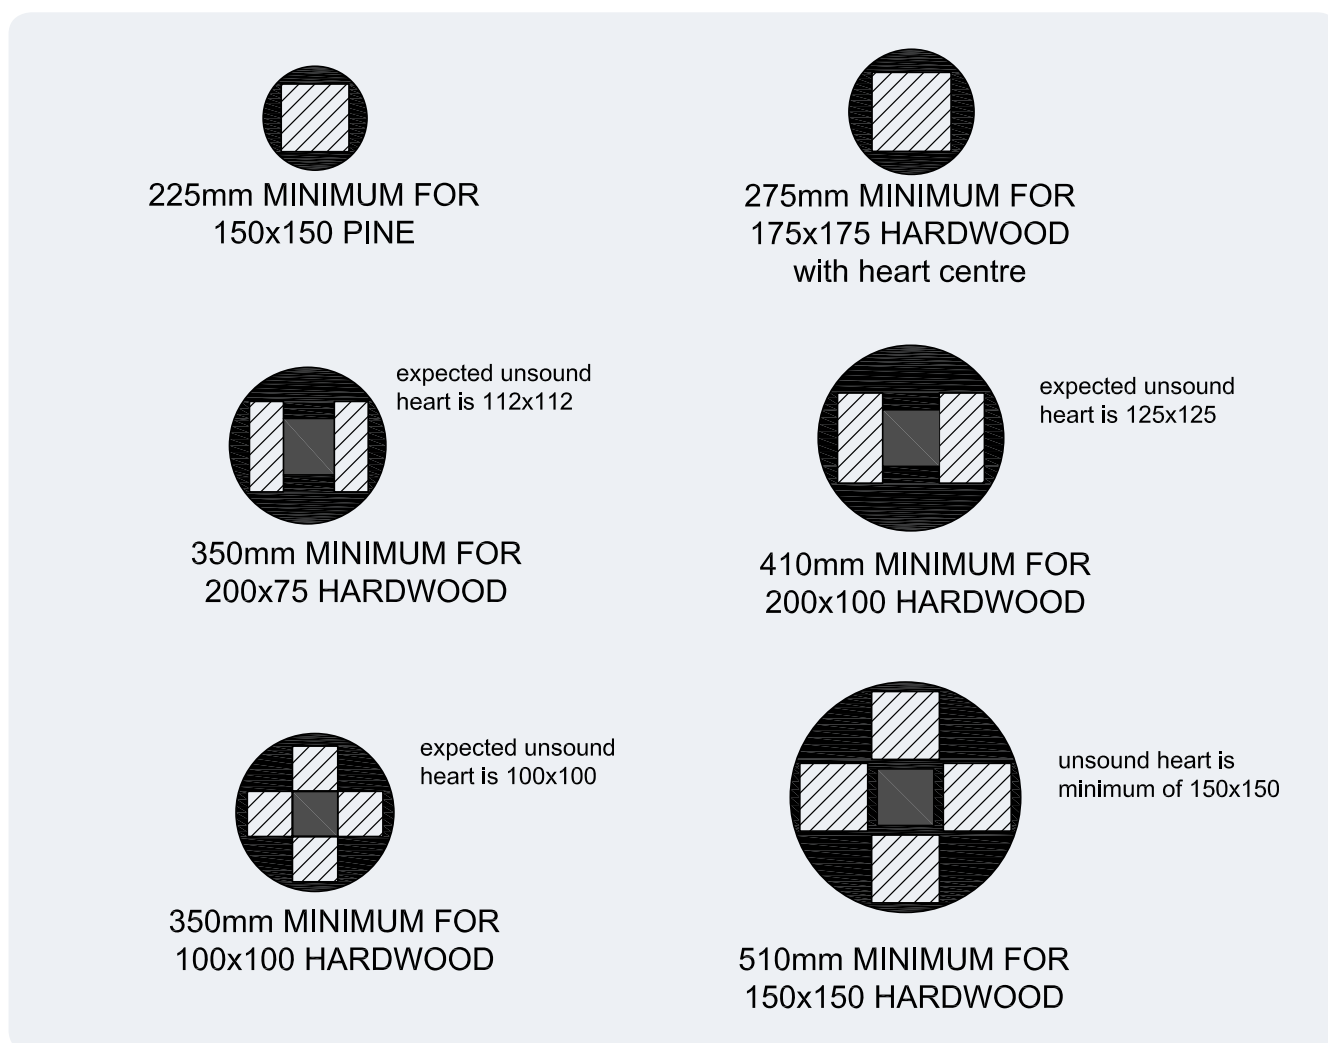 225mm MINIMUM FOR
150x150 PINE
275mm MINIMUM FOR
175x175 HARDWOOD
with heart centre
expected unsound
heart is 112x112
350mm MINIMUM FOR
200x75 HARDWOOD
expected unsound
heart is 125x125
410mm MINIMUM FOR
200x100 HARDWOOD
expected unsound
heart is 100x100
350mm MINIMUM FOR
100x100 HARDWOOD
unsound heart is
minimum of 150x150
510mm MINIMUM FOR
150x150 HARDWOOD